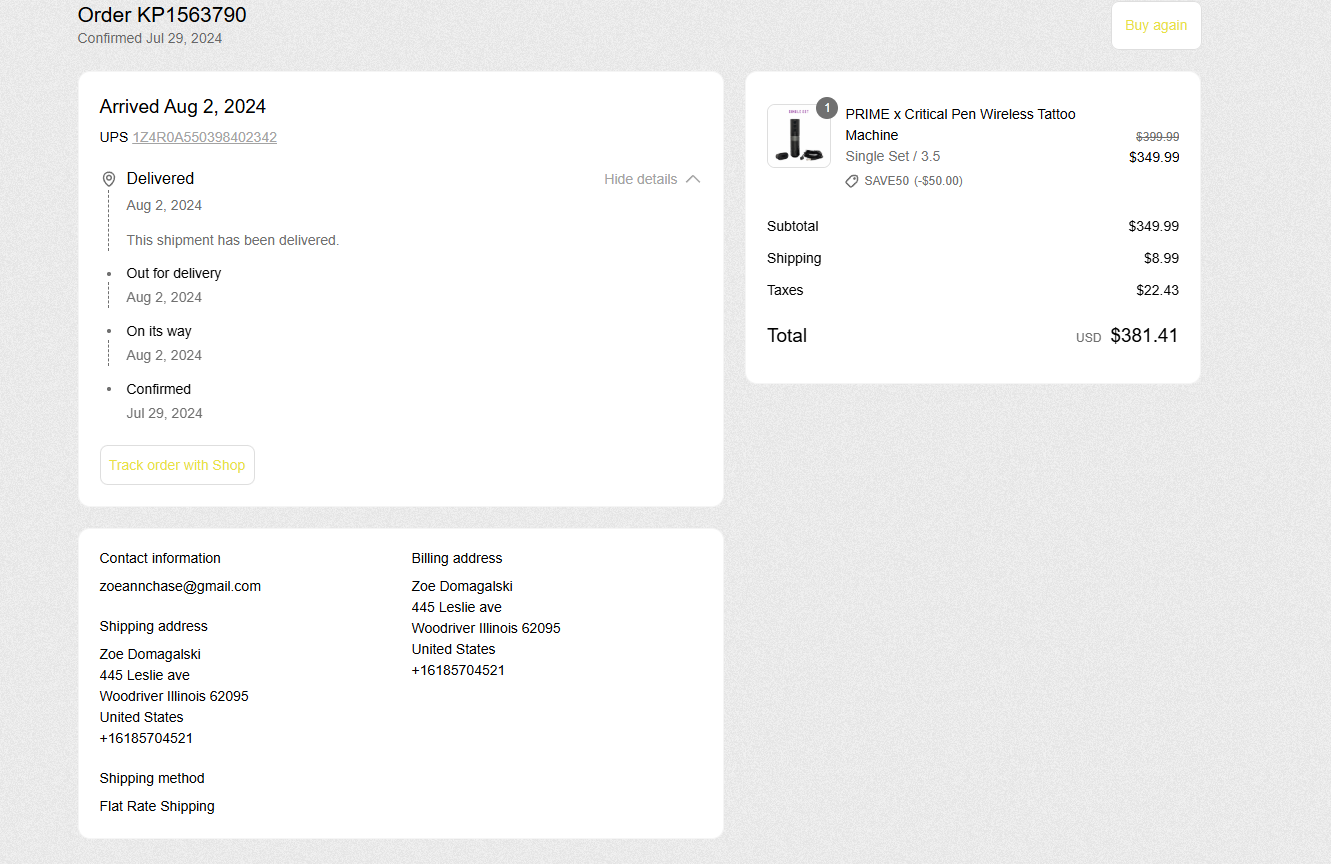 Order KP1563790
Confirmed Jul 29, 2024
Buy again
Arrived Aug 2, 2024
UPS 1Z4R0A550398402342
Delivered
Hide details
Aug 2, 2024
This shipment has been delivered.
Out for delivery
Aug 2, 2024
On its way
Aug 2, 2024
Confirmed
Jul 29, 2024
Track order with Shop
1
PRIME x Critical Pen Wireless Tattoo
Machine
$399.99
Single Set / 3.5
$349.99
SAVE50 (-$50.00)
Subtotal
$349.99
Shipping
$8.99
Taxes
$22.43
Total
USD $381.41
Contact information
zoeannchase@gmail.com
Shipping address
Zoe Domagalski
445 Leslie ave
Woodriver Illinois 62095
United States
+16185704521
Shipping method
Flat Rate Shipping
Billing address
Zoe Domagalski
445 Leslie ave
Woodriver Illinois 62095
United States
+16185704521